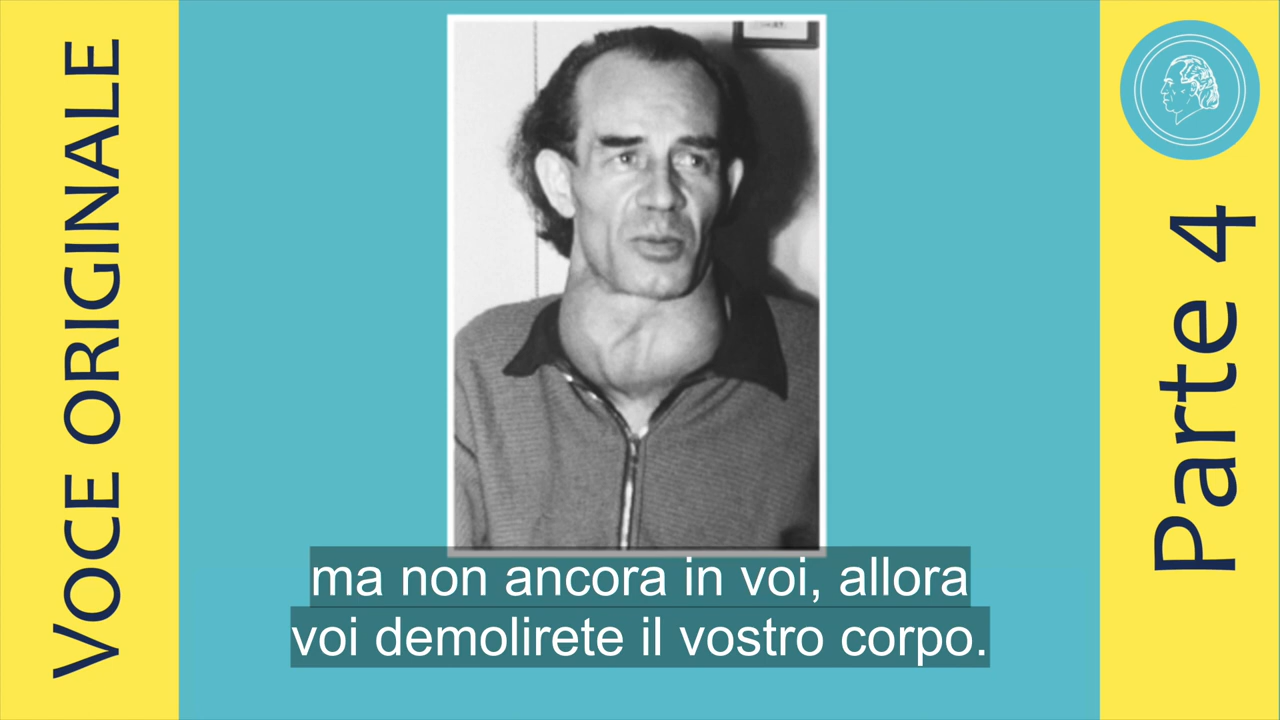 VOCE ORIGINALE
Parte 4
ma non ancora in voi, allora
voi demolirete il vostro corpo.